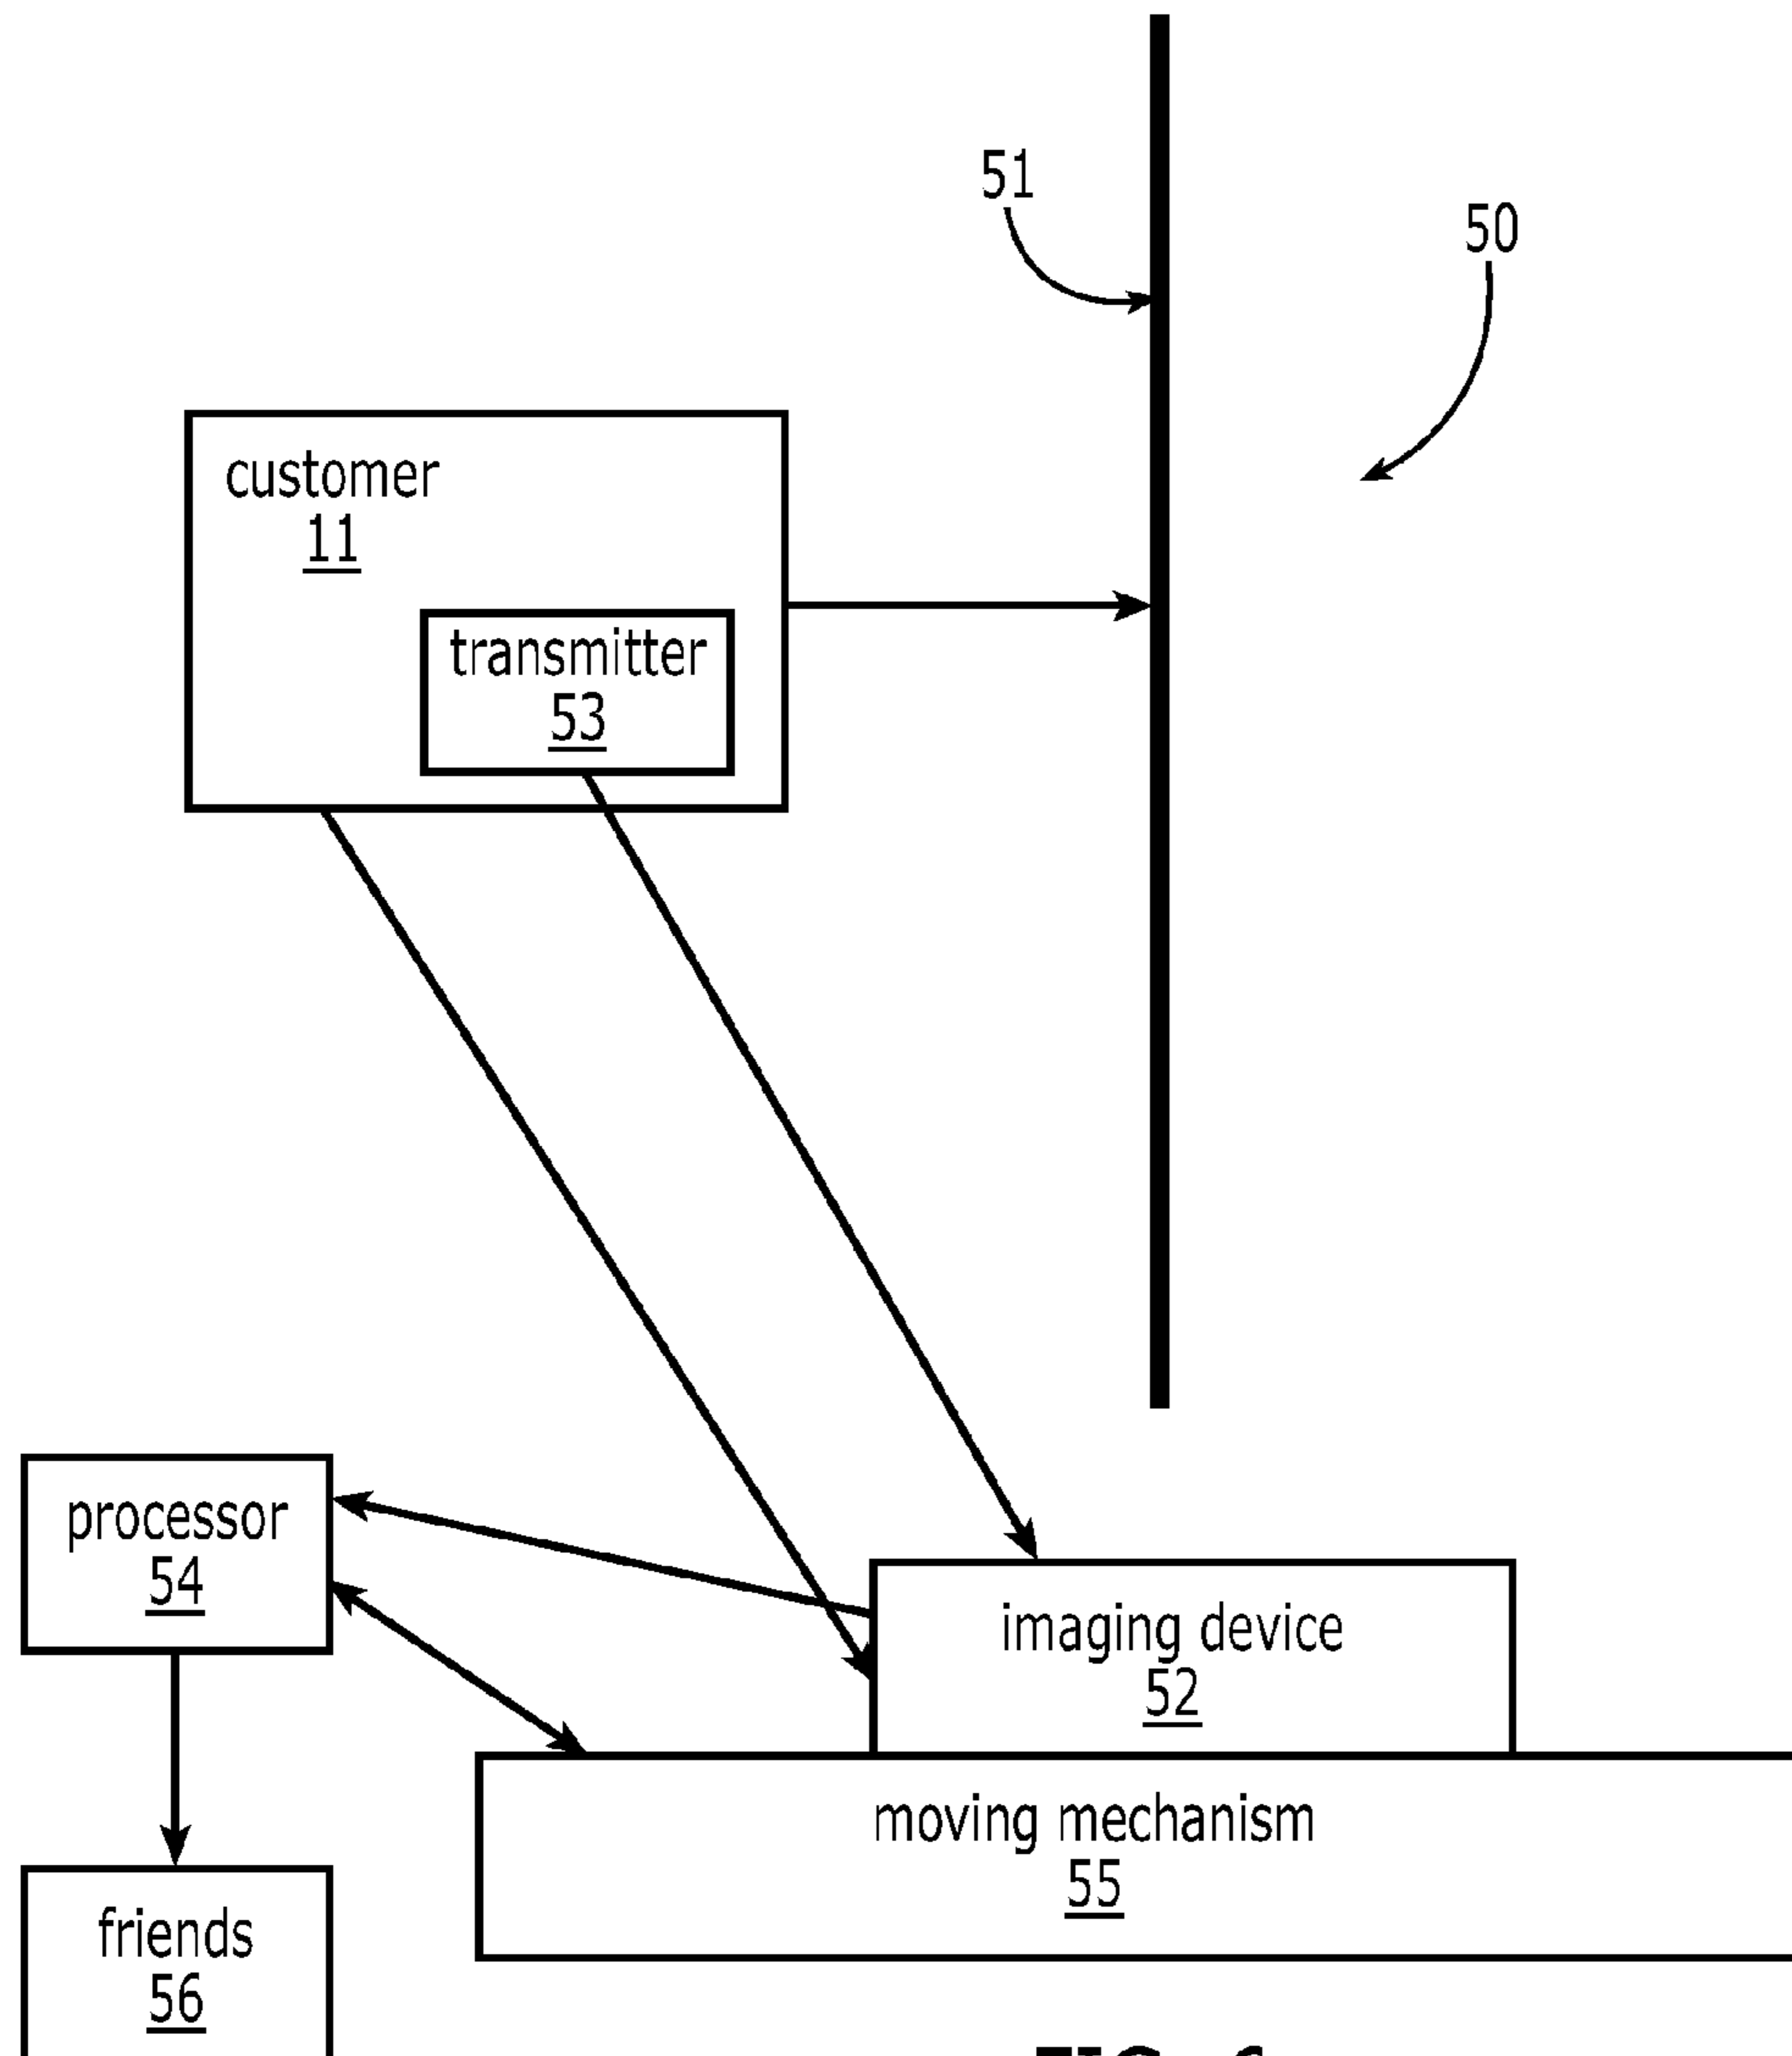 51
50
customer
11
transmitter
53
processor
54
imaging device
52
moving mechanism
55
friends
56